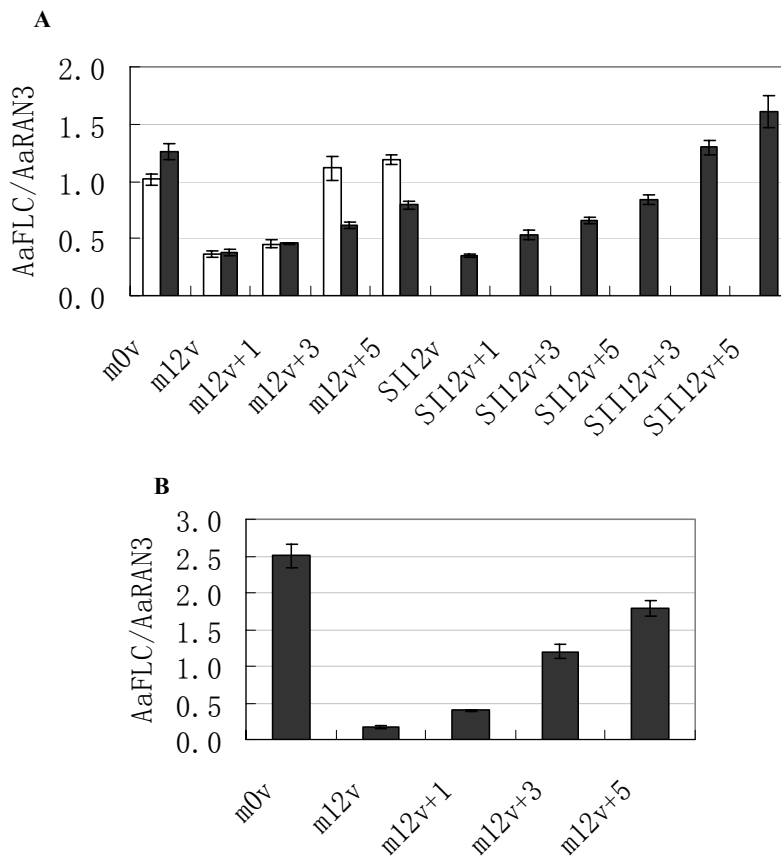 A
AaFLC/AaRAN3
2.0
1.5
1.0
0.5
0.0
m0v
m12v
m12v+1
m12v+3
m12v+5
SI12v
SI12v+1
SI12v+3
SI12v+5
SII12v+3
SII12v+5
B
AaFLC/AaRAN3
3.0
2.5
2.0
1.5
1.0
0.5
0.0
m0v
m12v
m12v+1
m12v+3
m12v+5